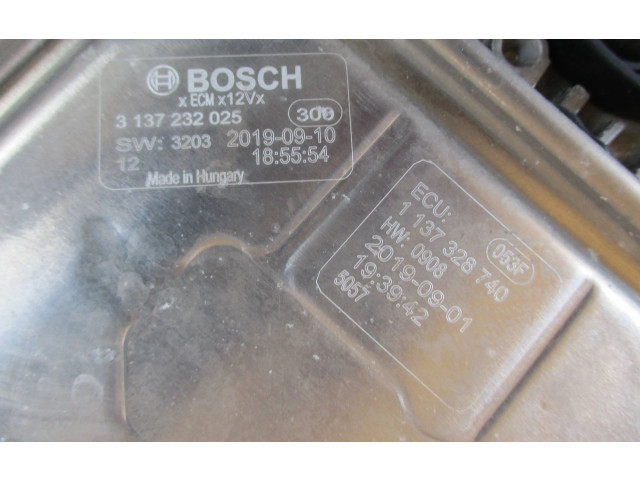 BOSCH
x ECM x12Vx
3 137 232 025 300
SW: 3203 2019-09-10
12 18:55:54
Made in Hungary
ECU: 053F
1 137 328 740
HW: 0908
2019-09-01
19:39:42
5057